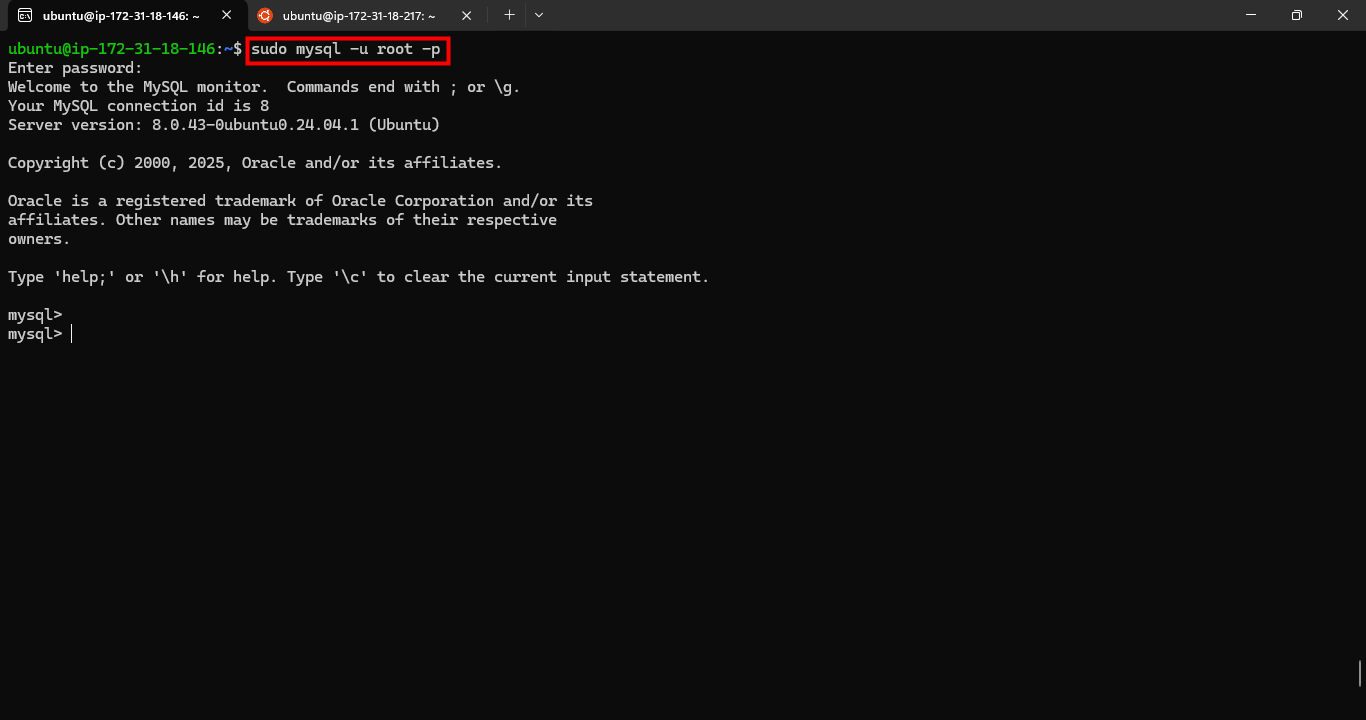 ubuntu@ip-172-31-18-146: ~
ubuntu@ip-172-31-18-217: ~
ubuntu@ip-172-31-18-146:~$ sudo mysql -u root -p
Enter password:
Welcome to the MySQL monitor.  Commands end with ; or \g.
Your MySQL connection id is 8
Server version: 8.0.43-0ubuntu0.24.04.1 (Ubuntu)
Copyright (c) 2000, 2025, Oracle and/or its affiliates.
Oracle is a registered trademark of Oracle Corporation and/or its
affiliates. Other names may be trademarks of their respective
owners.
Type 'help;' or '\h' for help. Type '\c' to clear the current input statement.
mysql>
mysql>